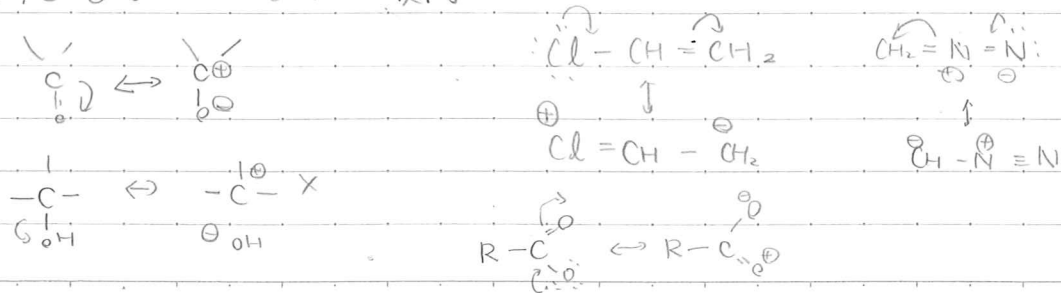 C ↔ C⊕
O O⊖
:Cl - CH = CH2
⊕ ⊖
Cl = CH - CH2
CH2 = N = N:
⊕ ⊖
⊖ ⊕
CH - N ≡ N
-C- ↔ -C- ⊕ X
OH ⊖ OH
R-C O ↔ R-C O⊖
O O⊕